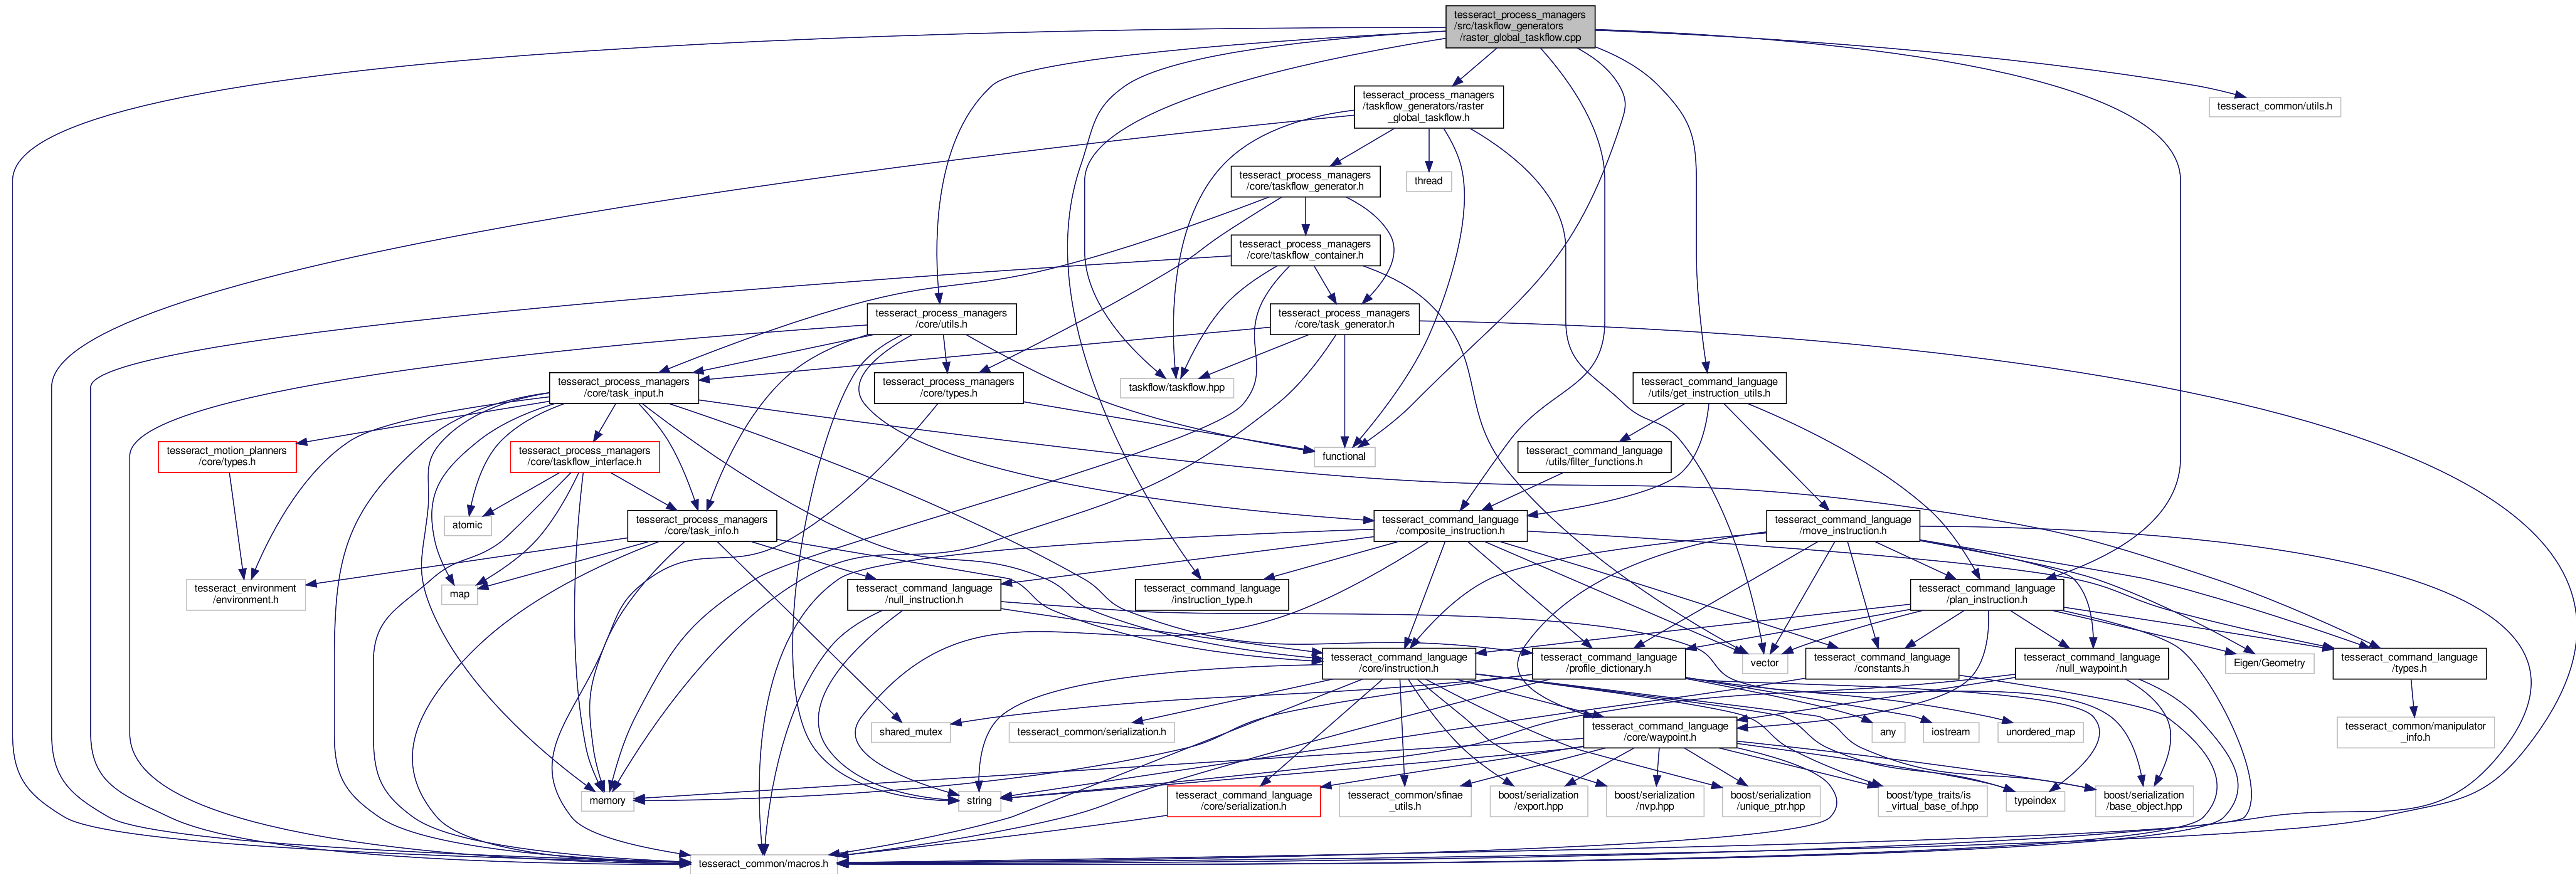 tesseract_process_managers
/src/taskflow_generators
/raster_global_taskflow.cpp
tesseract_process_managers
/taskflow_generators/raster
_global_taskflow.h
tesseract_common/utils.h
tesseract_process_managers
/core/taskflow_generator.h
thread
tesseract_process_managers
/core/taskflow_container.h
tesseract_process_managers
/core/utils.h
tesseract_process_managers
/core/task_generator.h
tesseract_process_managers
/core/task_input.h
tesseract_process_managers
/core/types.h
taskflow/taskflow.hpp
tesseract_command_language
/utils/get_instruction_utils.h
tesseract_motion_planners
/core/types.h
tesseract_process_managers
/core/taskflow_interface.h
functional
tesseract_command_language
/utils/filter_functions.h
atomic
tesseract_process_managers
/core/task_info.h
tesseract_command_language
/composite_instruction.h
tesseract_command_language
/move_instruction.h
tesseract_environment
/environment.h
map
tesseract_command_language
/null_instruction.h
tesseract_command_language
/instruction_type.h
tesseract_command_language
/plan_instruction.h
tesseract_command_language
/core/instruction.h
tesseract_command_language
/profile_dictionary.h
vector
tesseract_command_language
/constants.h
tesseract_command_language
/null_waypoint.h
Eigen/Geometry
tesseract_command_language
/types.h
shared_mutex
tesseract_common/serialization.h
tesseract_command_language
/core/waypoint.h
any
iostream
unordered_map
tesseract_common/manipulator
_info.h
memory
string
tesseract_command_language
/core/serialization.h
tesseract_common/sfinae
_utils.h
boost/serialization
/export.hpp
boost/serialization
/nvp.hpp
boost/serialization
/unique_ptr.hpp
boost/type_traits/is
_virtual_base_of.hpp
typeindex
boost/serialization
/base_object.hpp
tesseract_common/macros.h